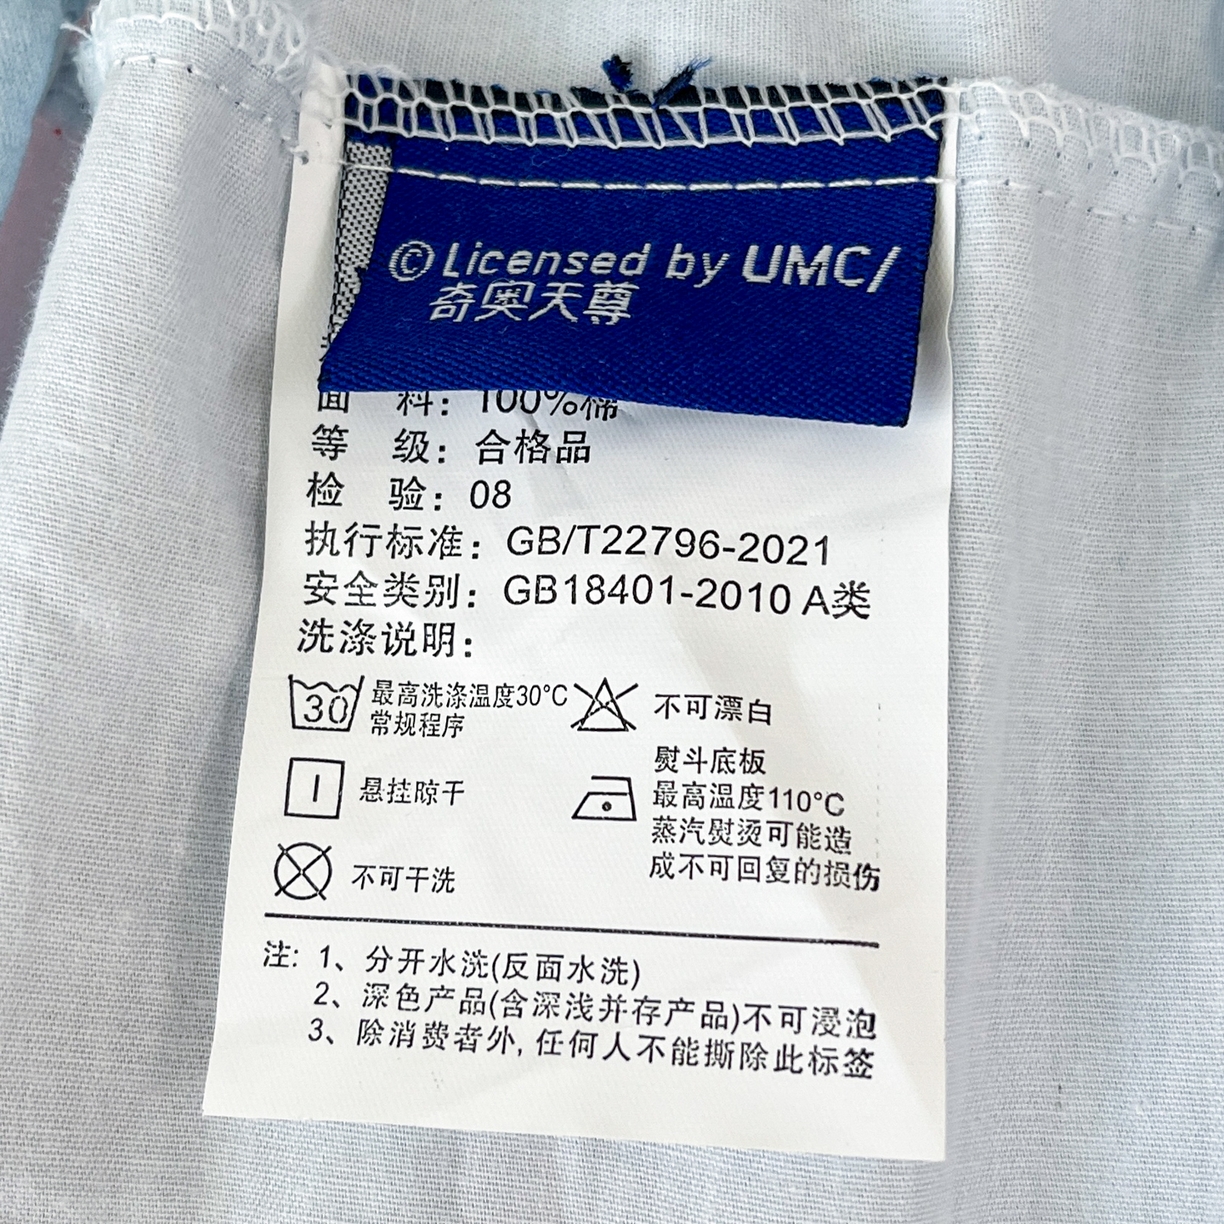 ©Licensed by UMC/
奇奥天尊
面 料：100%棉
等 级：合格品
检 验：08
执行标准：GB/T22796-2021
安全类别：GB18401-2010 A类
洗涤说明：
30
最高洗涤温度30°C
常规程序
不可漂白
悬挂晾干
熨斗底板
最高温度110°C
蒸汽熨烫可能造
成不可回复的损伤
不可干洗
注: 1、分开水洗(反面水洗)
2、深色产品(含深浅并存产品)不可浸泡
3、除消费者外, 任何人不能撕除此标签